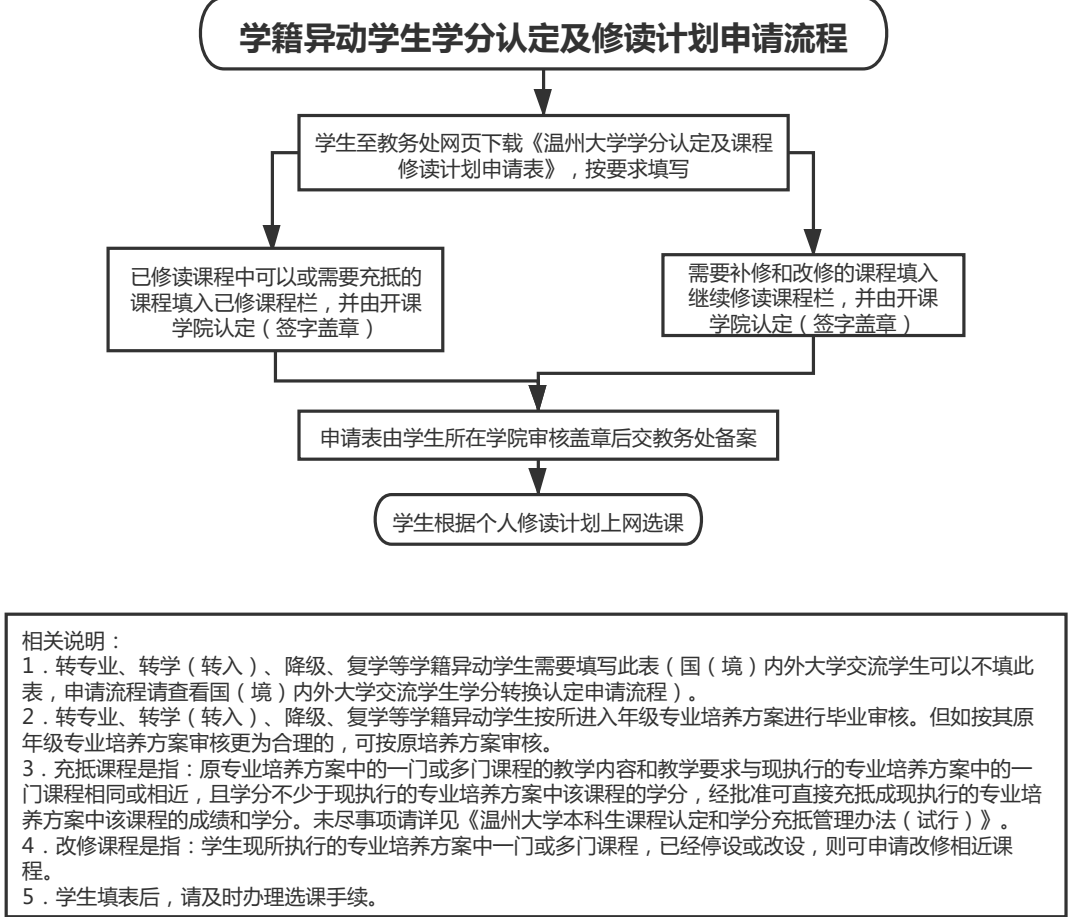 学籍异动学生学分认定及修读计划申请流程
学生至教务处网页下载《温州大学学分认定及课程
修读计划申请表》，按要求填写
已修读课程中可以或需要充抵的
课程填入已修课程栏，并由开课
学院认定（签字盖章）
需要补修和改修的课程填入
继续修读课程栏，并由开课
学院认定（签字盖章）
申请表由学生所在学院审核盖章后交教务处备案
学生根据个人修读计划上网选课
相关说明：
1．转专业、转学（转入）、降级、复学等学籍异动学生需要填写此表（国（境）内外大学交流学生可以不填此
表，申请流程请查看国（境）内外大学交流学生学分转换认定申请流程）。
2．转专业、转学（转入）、降级、复学等学籍异动学生按所进入年级专业培养方案进行毕业审核。但如按其原
年级专业培养方案审核更为合理的，可按原培养方案审核。
3．充抵课程是指：原专业培养方案中的一门或多门课程的教学内容和教学要求与现执行的专业培养方案中的一
门课程相同或相近，且学分不少于现执行的专业培养方案中该课程的学分，经批准可直接充抵成现执行的专业培
养方案中该课程的成绩和学分。未尽事项请详见《温州大学本科生课程认定和学分充抵管理办法（试行）》。
4．改修课程是指：学生现所执行的专业培养方案中一门或多门课程，已经停设或改设，则可申请改修相近课
程。
5．学生填表后，请及时办理选课手续。